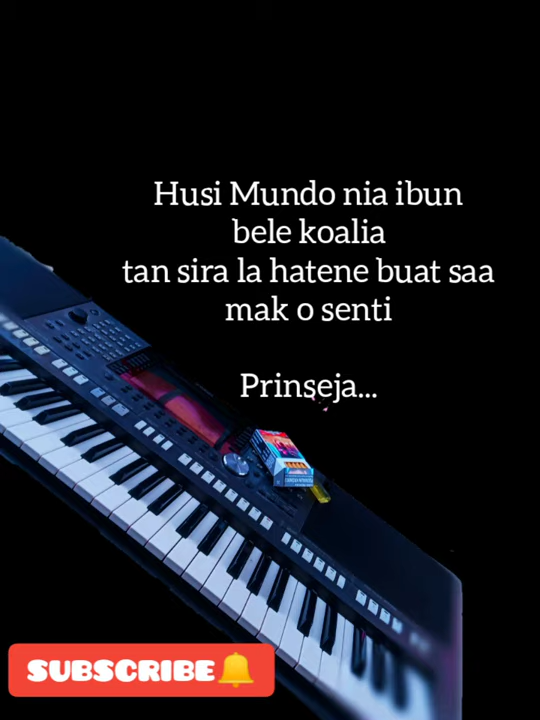 Husi Mundo nia ibun
bele koalia
tan sira la hatene buat saa
mak o senti
Prinseja...
SUBSCRIBE